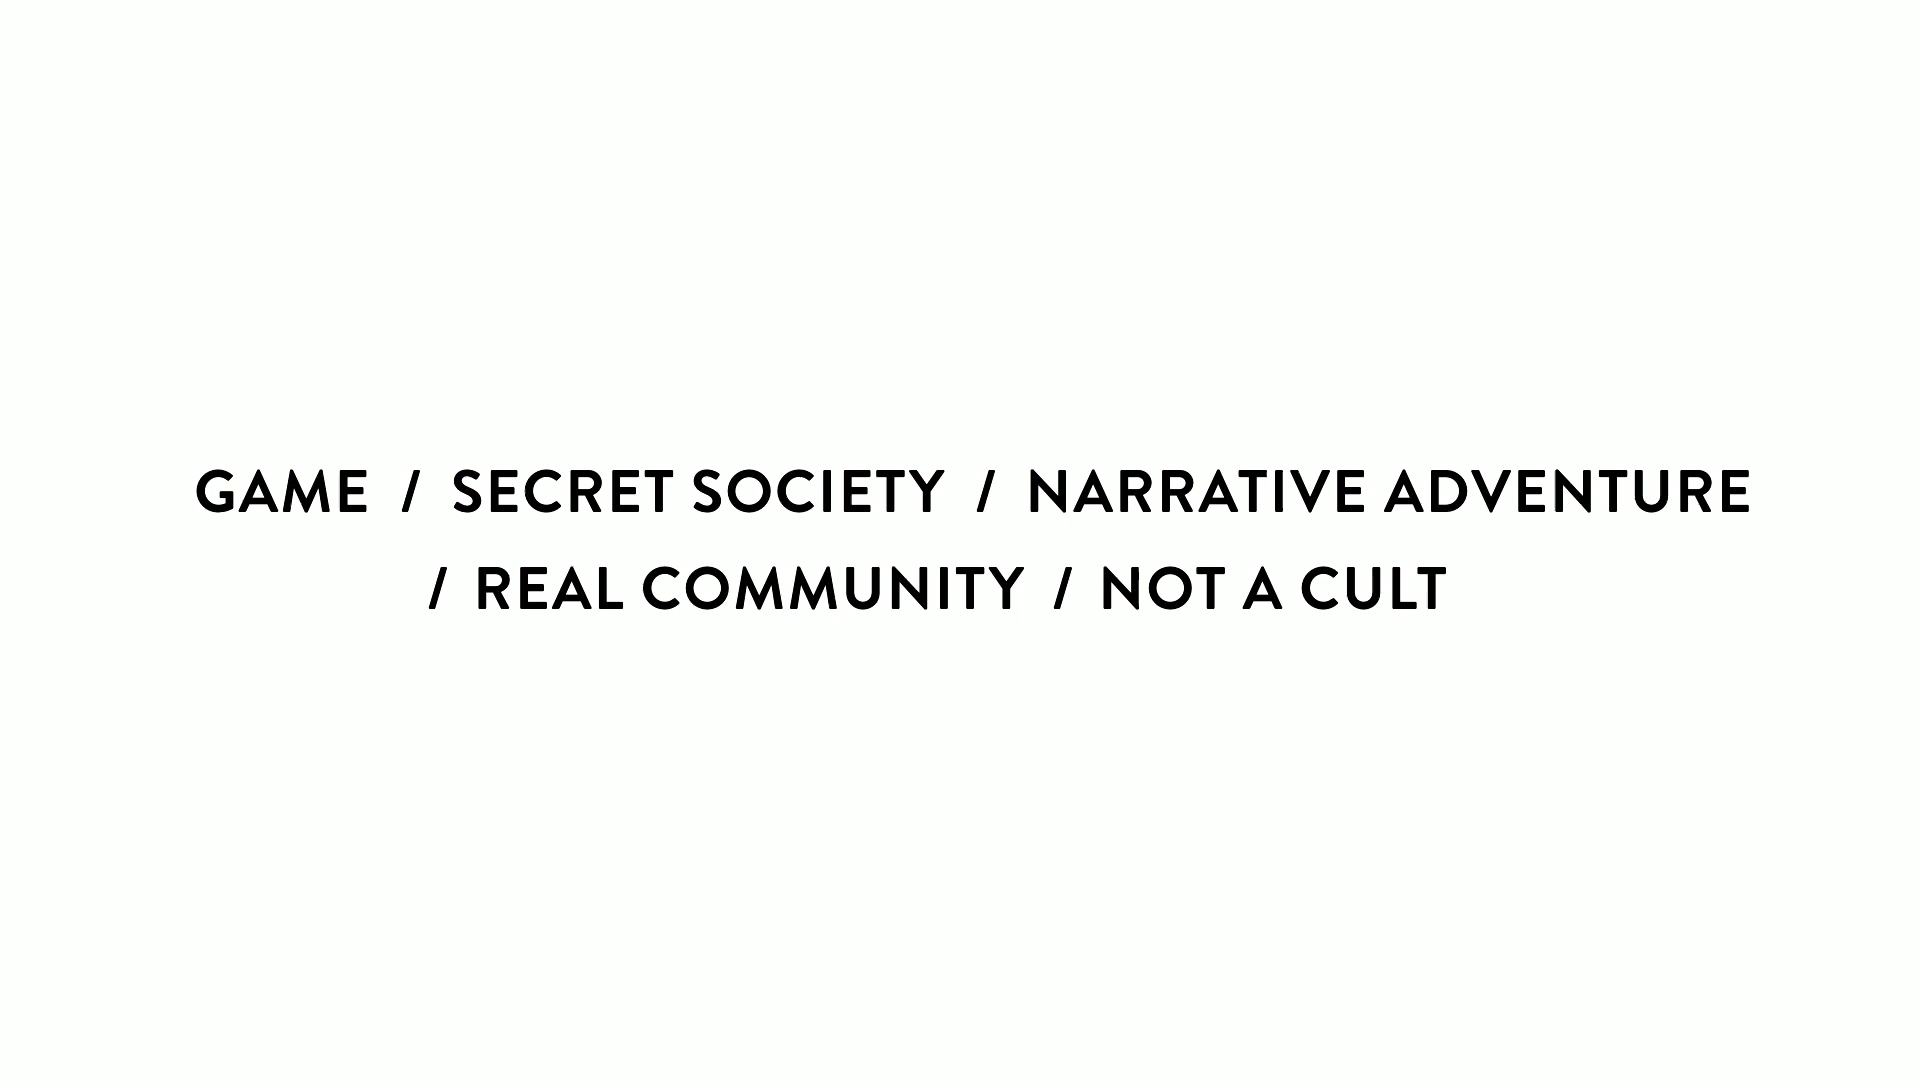 GAME / SECRET SOCIETY / NARRATIVE ADVENTURE
/ REAL COMMUNITY / NOT A CULT